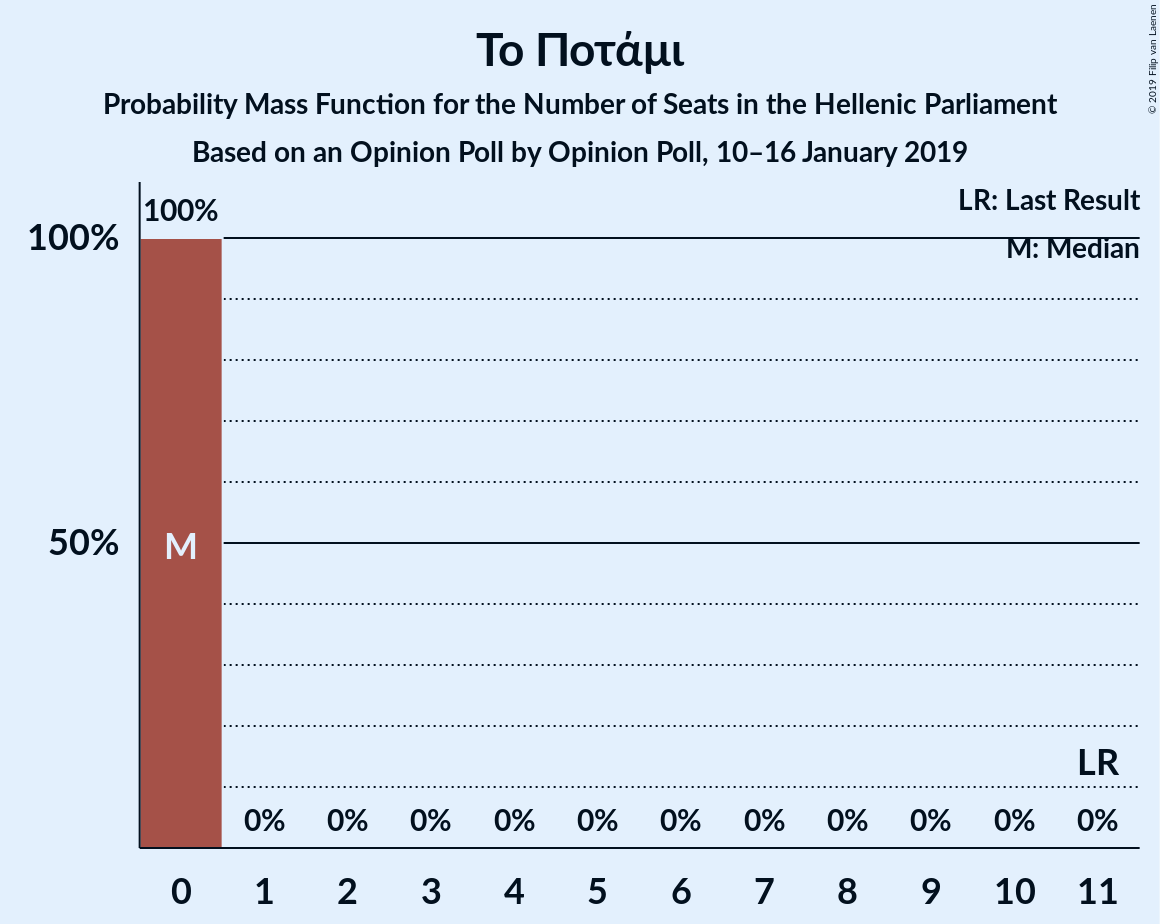 Το Ποτάμι
Probability Mass Function for the Number of Seats in the Hellenic Parliament
Based on an Opinion Poll by Opinion Poll, 10–16 January 2019
© 2019 Filip van Laenen
LR: Last Result
M: Median
100%
100%
50%
M
LR
0% 0% 0% 0% 0% 0% 0% 0% 0% 0% 0%
0 1 2 3 4 5 6 7 8 9 10 11